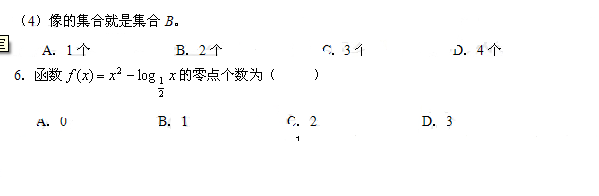 （4）像的集合就是集合 B。
A. 1 个 B. 2 个 C. 3 个 D. 4 个
6. 函数 f(x) = x² − log_{1/2} x 的零点个数为（ ）
A. 0 B. 1 C. 2 D. 3